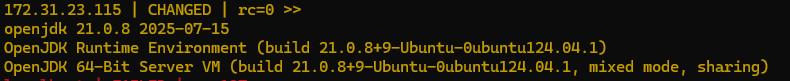 172.31.23.115 | CHANGED | rc=0 >>
openjdk 21.0.8 2025-07-15
OpenJDK Runtime Environment (build 21.0.8+9-Ubuntu-0ubuntu124.04.1)
OpenJDK 64-Bit Server VM (build 21.0.8+9-Ubuntu-0ubuntu124.04.1, mixed mode, sharing)